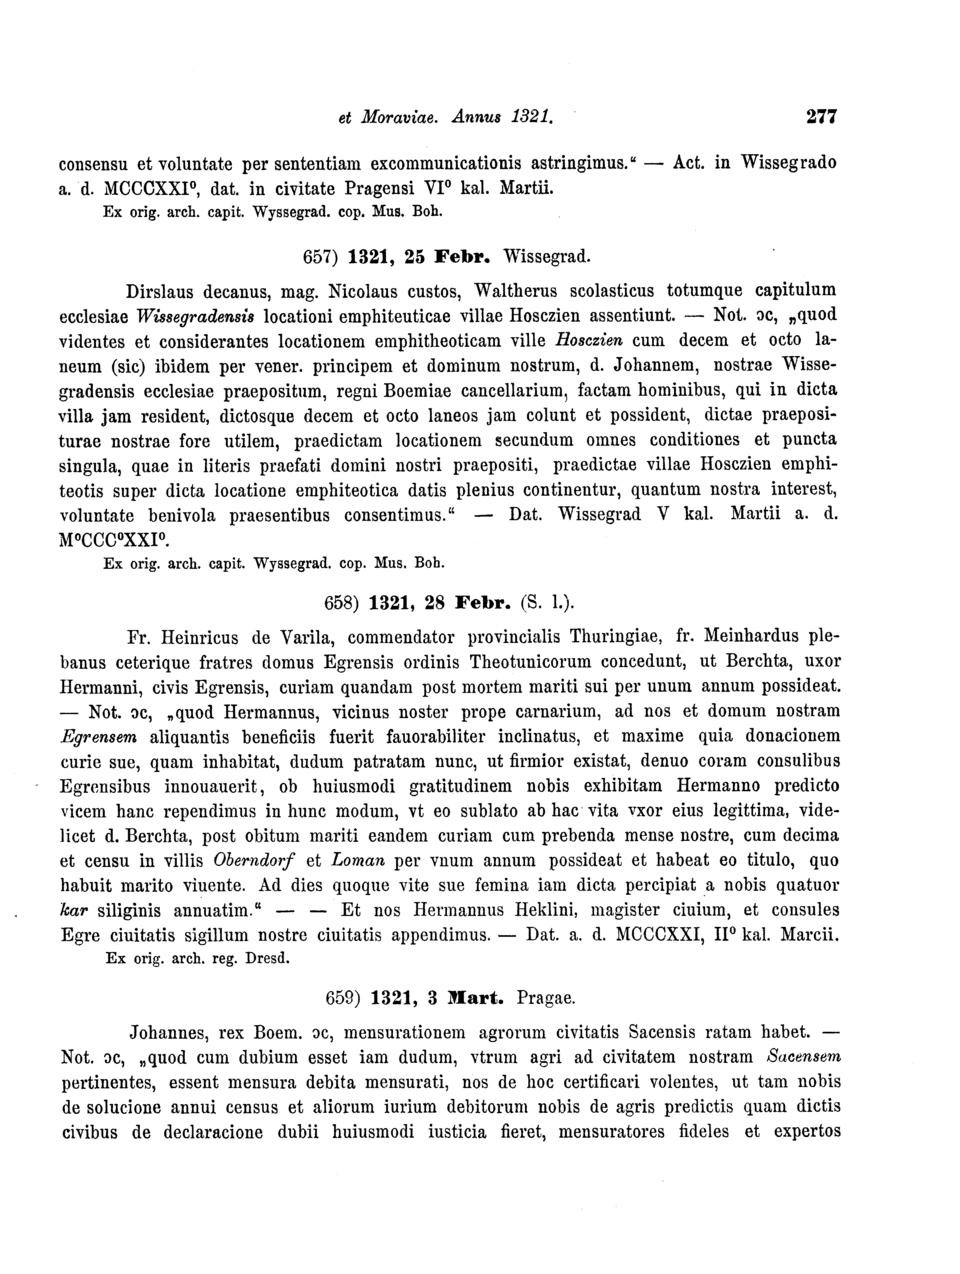 et Moraviae. Annus 1321. 277
consensu et voluntate per sententiam excommunicationis astringimus.“ — Act. in Wissegrado
a. d. MCCCXXI⁰, dat. in civitate Pragensi VI⁰ kal. Martii.
Ex orig. arch. capit. Wyssegrad. cop. Mus. Boh.
657) 1321, 25 Febr. Wissegrad.
Dirslaus decanus, mag. Nicolaus custos, Waltherus scolasticus totumque capitulum
ecclesiae Wissegradensis locationi emphiteuticae villae Hosczien assentiunt. — Not. ɔc, „quod
videntes et considerantes locationem emphitheoticam ville Hosczien cum decem et octo la-
neum (sic) ibidem per vener. principem et dominum nostrum, d. Johannem, nostrae Wisse-
gradensis ecclesiae praepositum, regni Boemiae cancellarium, factam hominibus, qui in dicta
villa jam resident, dictosque decem et octo laneos jam colunt et possident, dictae praeposi-
turae nostrae fore utilem, praedictam locationem secundum omnes conditiones et puncta
singula, quae in literis praefati domini nostri praepositi, praedictae villae Hosczien emphi-
teotis super dicta locatione emphiteotica datis plenius continentur, quantum nostra interest,
voluntate benivola praesentibus consentimus.“ — Dat. Wissegrad V kal. Martii a. d.
M⁰CCC⁰XXI⁰.
Ex orig. arch. capit. Wyssegrad. cop. Mus. Boh.
658) 1321, 28 Febr. (S. l.).
Fr. Heinricus de Varila, commendator provincialis Thuringiae, fr. Meinhardus ple-
banus ceterique fratres domus Egrensis ordinis Theotunicorum concedunt, ut Berchta, uxor
Hermanni, civis Egrensis, curiam quandam post mortem mariti sui per unum annum possideat.
— Not. ɔc, „quod Hermannus, vicinus noster prope carnarium, ad nos et domum nostram
Egrensem aliquantis beneficiis fuerit fauorabiliter inclinatus, et maxime quia donacionem
curie sue, quam inhabitat, dudum patratam nunc, ut firmior existat, denuo coram consulibus
Egrensibus innouauerit, ob huiusmodi gratitudinem nobis exhibitam Hermanno predicto
vicem hanc rependimus in hunc modum, vt eo sublato ab hac vita vxor eius legittima, vide-
licet d. Berchta, post obitum mariti eandem curiam cum prebenda mense nostre, cum decima
et censu in villis Oberndorf et Loman per vnum annum possideat et habeat eo titulo, quo
habuit marito viuente. Ad dies quoque vite sue femina iam dicta percipiat a nobis quatuor
kar siliginis annuatim.“ — — Et nos Hermannus Heklini, magister ciuium, et consules
Egre ciuitatis sigillum nostre ciuitatis appendimus. — Dat. a. d. MCCCXXI, II⁰ kal. Marcii.
Ex orig. arch. reg. Dresd.
659) 1321, 3 Mart. Pragae.
Johannes, rex Boem. ɔc, mensurationem agrorum civitatis Sacensis ratam habet. —
Not. ɔc, „quod cum dubium esset iam dudum, vtrum agri ad civitatem nostram Sacensem
pertinentes, essent mensura debita mensurati, nos de hoc certificari volentes, ut tam nobis
de solucione annui census et aliorum iurium debitorum nobis de agris predictis quam dictis
civibus de declaracione dubii huiusmodi iusticia fieret, mensuratores fideles et expertos